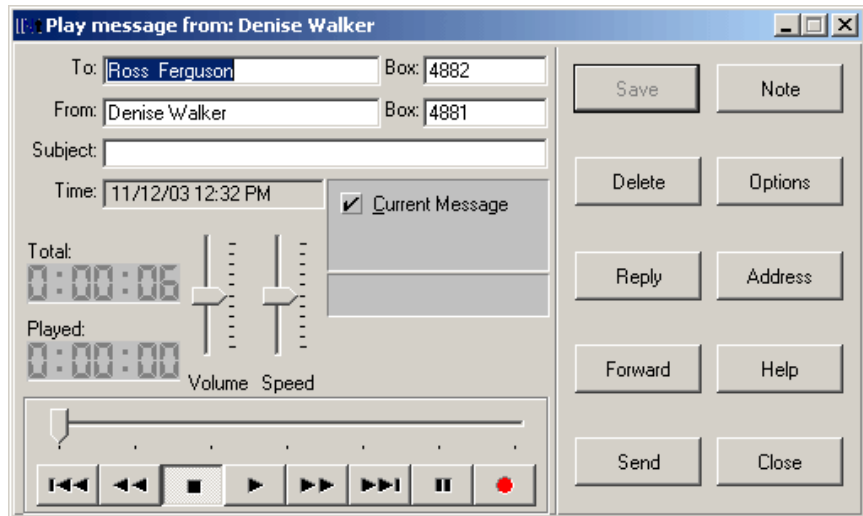 Play message from: Denise Walker
To: Ross Ferguson Box: 4882
From: Denise Walker Box: 4881
Subject:
Time: 11/12/03 12:32 PM
Current Message
Total:
0:00:06
Played:
0:00:00
Volume Speed
Save Note
Delete Options
Reply Address
Forward Help
Send Close